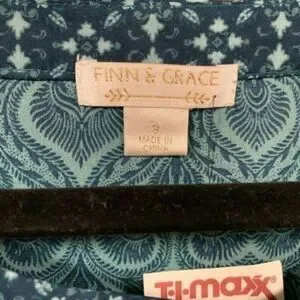 FINN & GRACE
MADE IN
CHINA
T·J·maxx